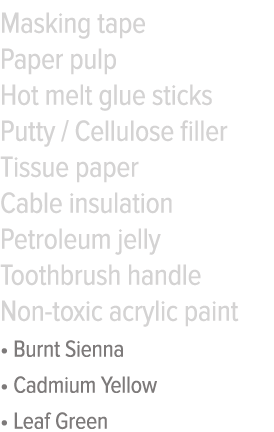 Masking tape
Paper pulp
Hot melt glue sticks
Putty / Cellulose filler
Tissue paper
Cable insulation
Petroleum jelly
Toothbrush handle
Non-toxic acrylic paint
• Burnt Sienna
• Cadmium Yellow
• Leaf Green